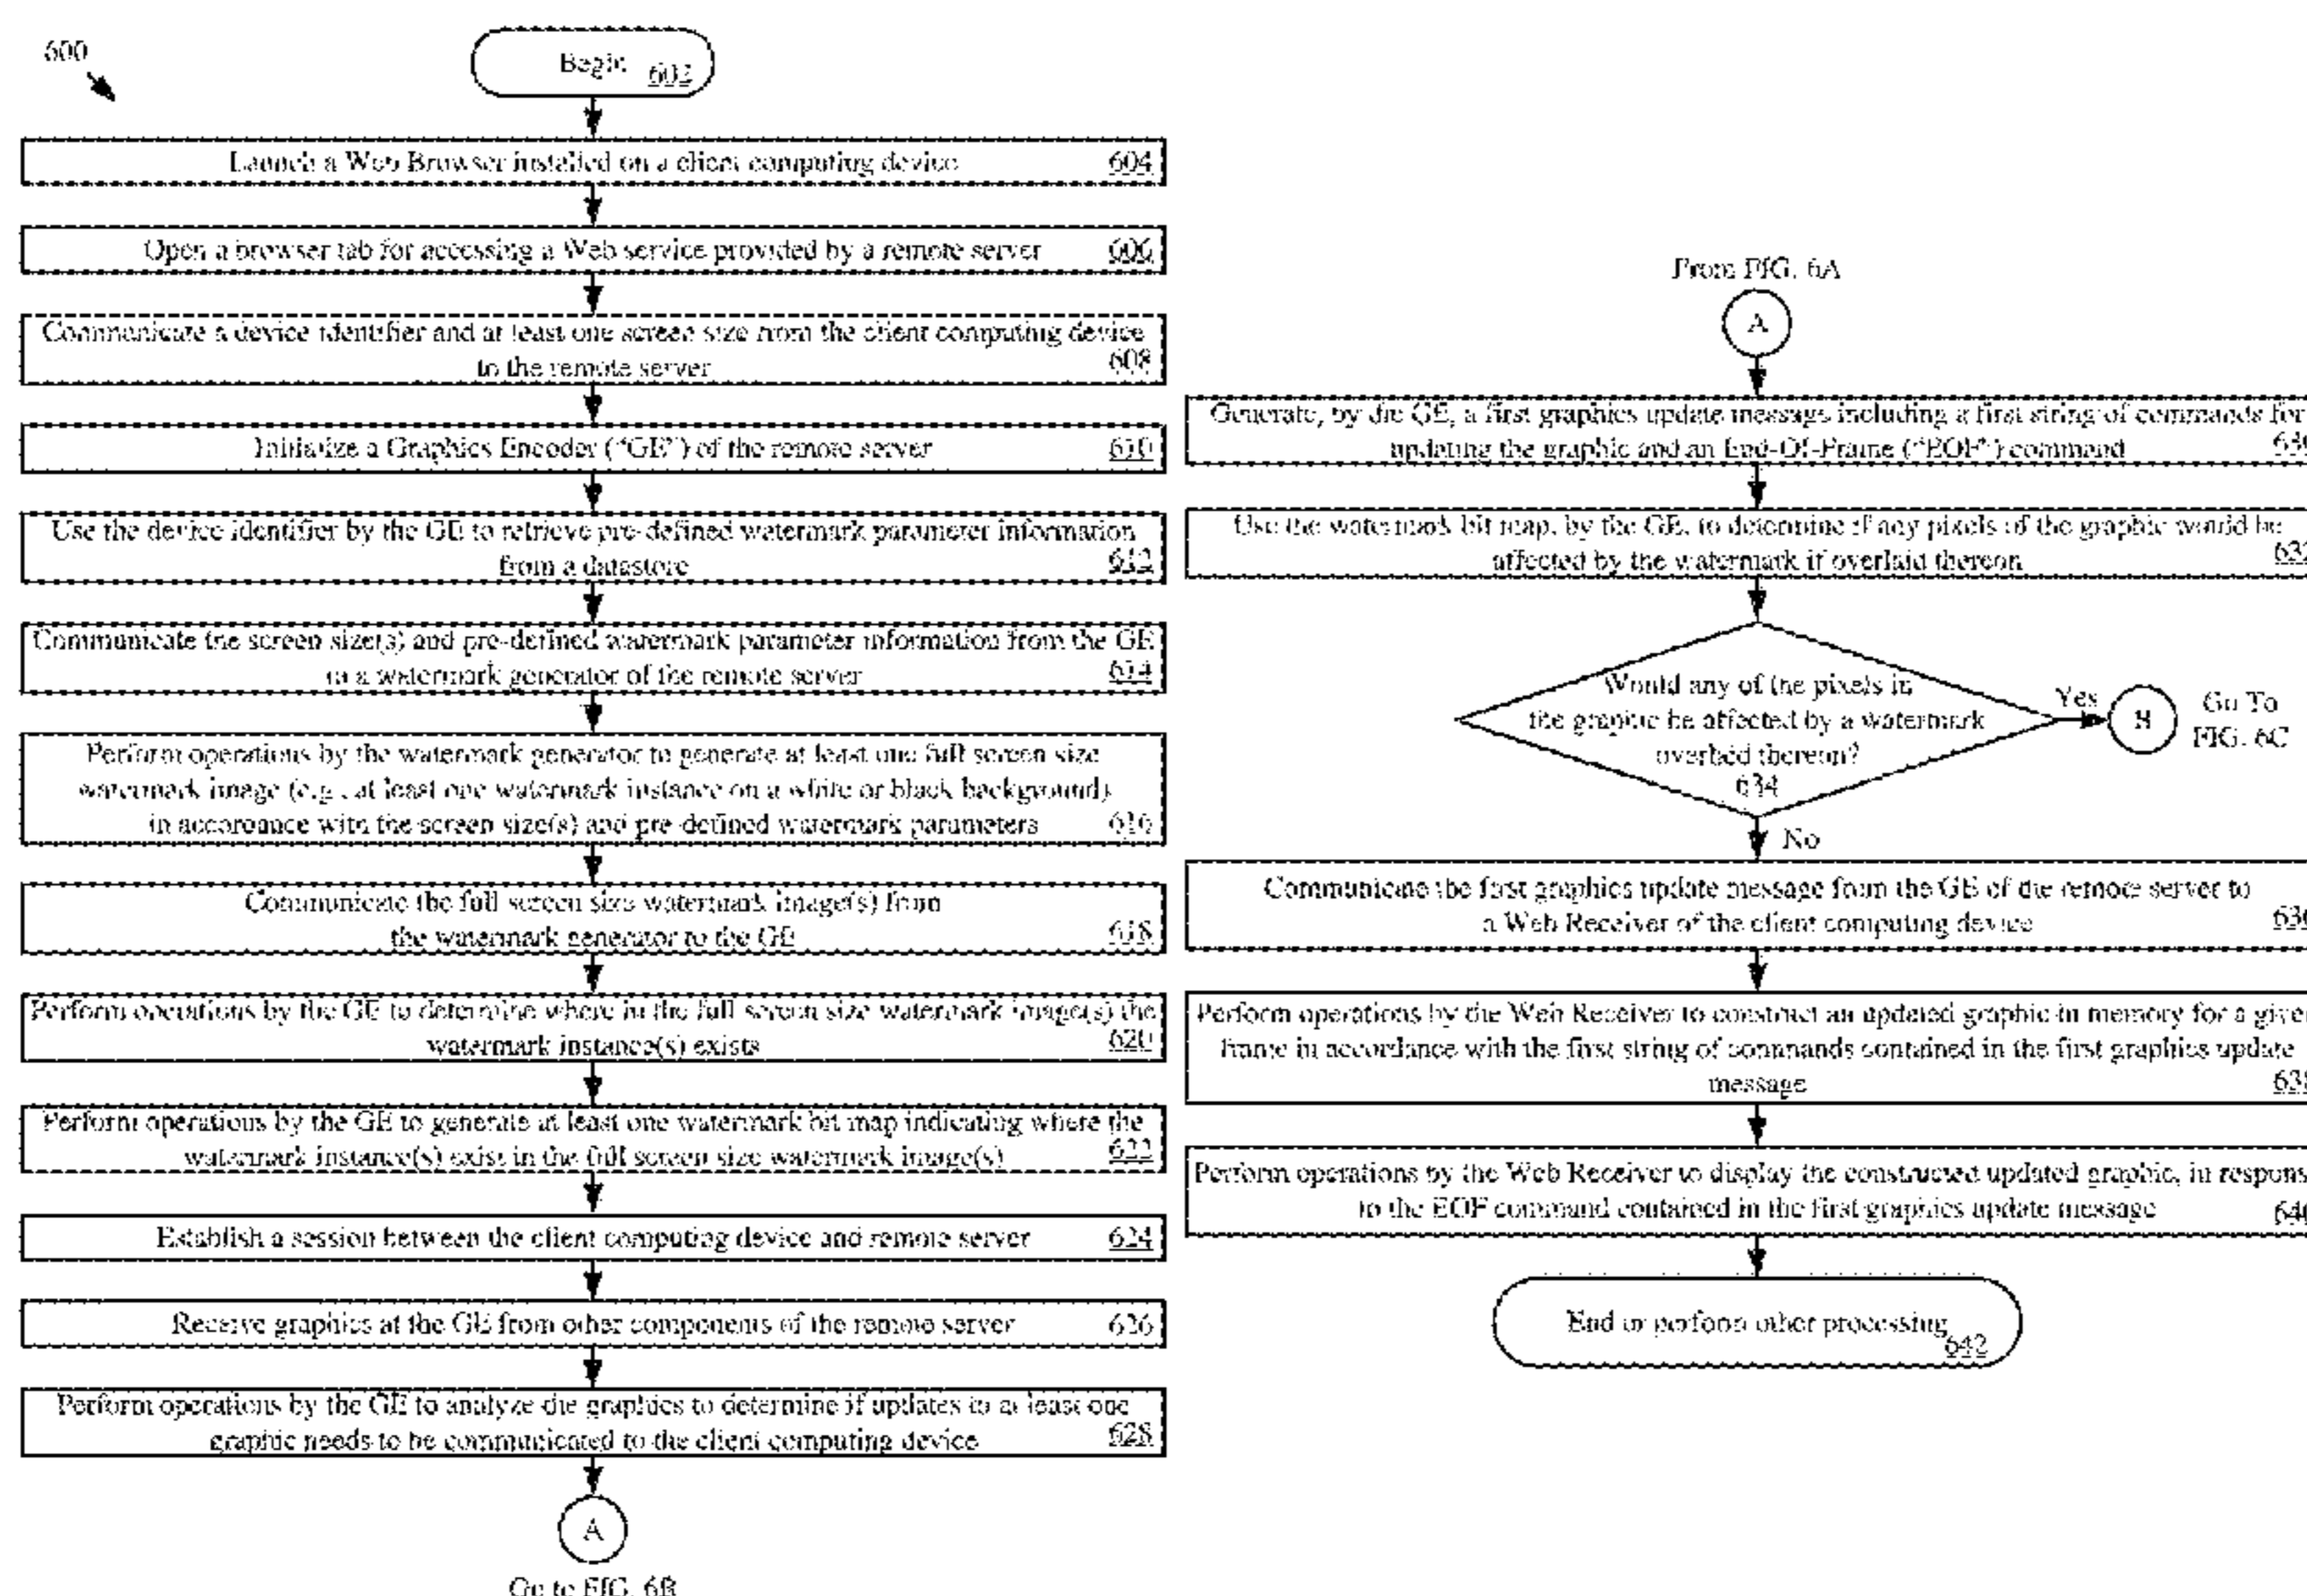 600
Begin 602
Launch a Web Browser installed on a client computing device 604
Open a browser tab for accessing a Web service provided by a remote server 606
Communicate a device identifier and at least one screen size from the client computing device
to the remote server 608
Initialize a Graphics Encoder ("GE") of the remote server 610
Use the device identifier by the GE to retrieve pre-defined watermark parameter information
from a datastore 612
Communicate the screen size(s) and pre-defined watermark parameter information from the GE
to a watermark generator of the remote server 614
Perform operations by the watermark generator to generate at least one full screen size
watermark image (e.g., at least one watermark instance on a white or black background)
in accordance with the screen size(s) and pre-defined watermark parameters 616
Communicate the full screen size watermark image(s) from
the watermark generator to the GE 618
Perform operations by the GE to determine where in the full screen size watermark image(s) the
watermark instance(s) exists 620
Perform operations by the GE to generate at least one watermark bit map indicating where the
watermark instance(s) exist in the full screen size watermark image(s) 622
Establish a session between the client computing device and remote server 624
Receive graphics at the GE from other components of the remote server 626
Perform operations by the GE to analyze the graphics to determine if updates to at least one
graphic needs to be communicated to the client computing device 628
A
Go to FIG. 6B
From FIG. 6A
A
Generate, by the GE, a first graphics update message including a first string of commands for
updating the graphic and an End-Of-Frame ("EOF") command
Use the watermark bit map, by the GE, to determine if any pixels of the graphic would be
affected by the watermark if overlaid thereon
Would any of the pixels in
the graphic be affected by a watermark
overlaid thereon?
634
Yes
B
Go To
FIG. 6C
No
Communicate the first graphics update message from the GE of the remote server to
a Web Receiver of the client computing device
Perform operations by the Web Receiver to construct an updated graphic in memory for a given
frame in accordance with the first string of commands contained in the first graphics update
message
Perform operations by the Web Receiver to display the constructed updated graphic, in respons
to the EOF command contained in the first graphics update message
End or perform other processing
642